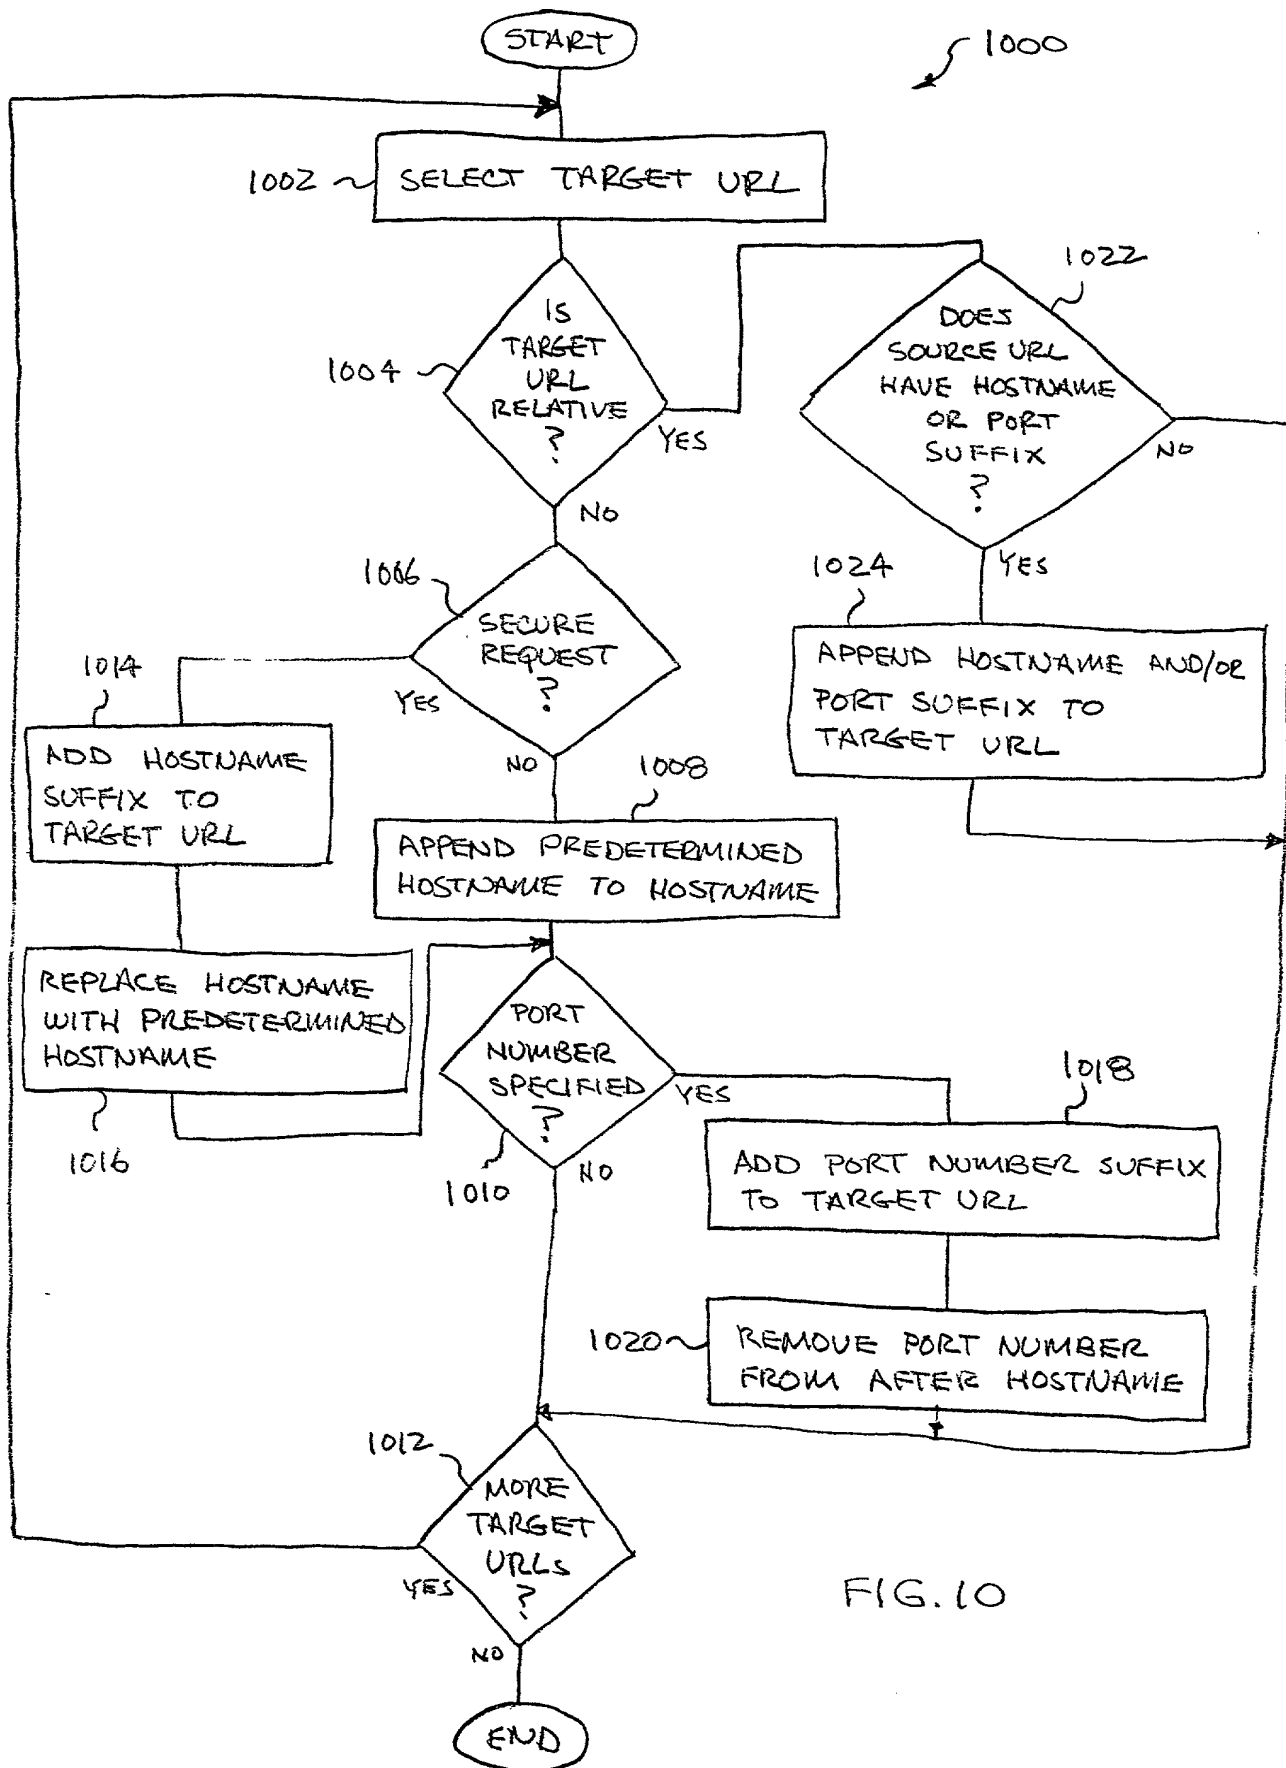 START
1000
1002
SELECT TARGET URL
1004
IS
TARGET
URL
RELATIVE
?
YES
NO
1022
DOES
SOURCE URL
HAVE HOSTNAME
OR PORT
SUFFIX
?
NO
YES
1006
SECURE
REQUEST
?
YES
NO
1024
APPEND HOSTNAME AND/OR
PORT SUFFIX TO
TARGET URL
1014
ADD HOSTNAME
SUFFIX TO
TARGET URL
1008
APPEND PREDETERMINED
HOSTNAME TO HOSTNAME
REPLACE HOSTNAME
WITH PREDETERMINED
HOSTNAME
1016
PORT
NUMBER
SPECIFIED
?
YES
1010
NO
1018
ADD PORT NUMBER SUFFIX
TO TARGET URL
1020
REMOVE PORT NUMBER
FROM AFTER HOSTNAME
1012
MORE
TARGET
URLS
?
YES
NO
END
FIG. 10